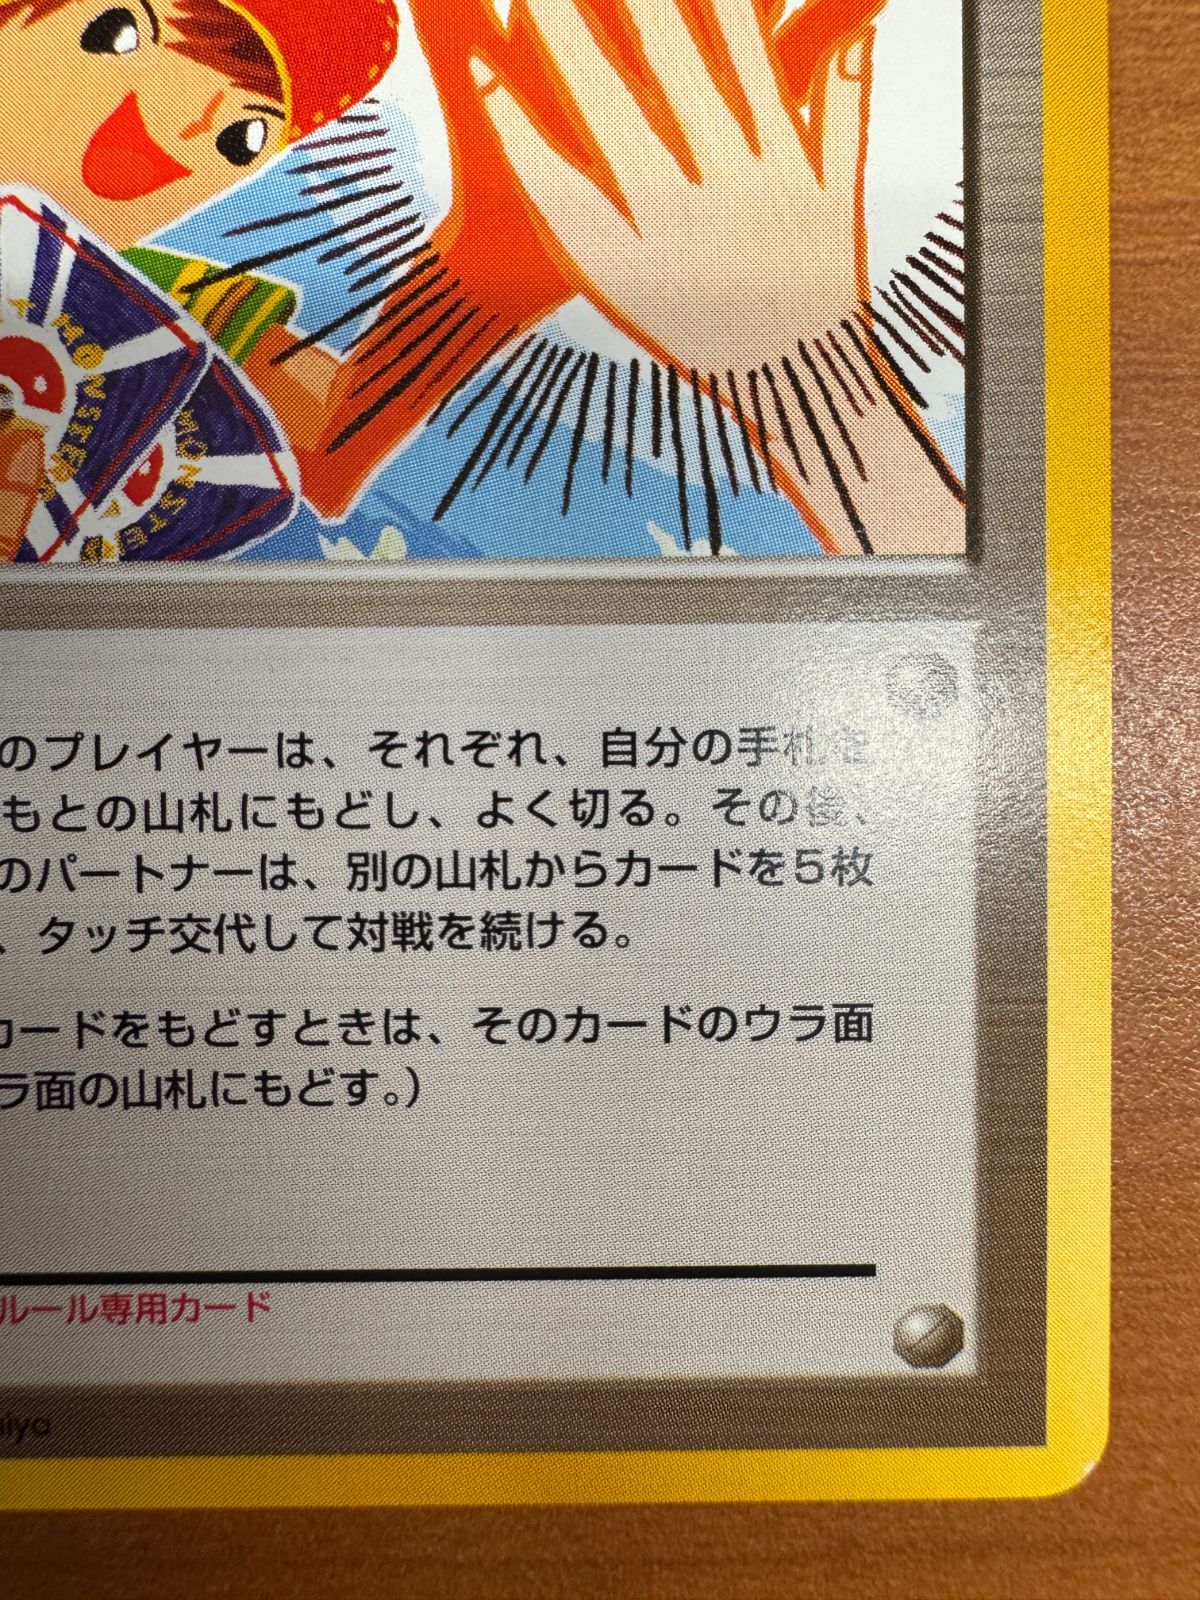 MONSTER
MONSTE
のプレイヤーは、それぞれ、自分の手札を
もとの山札にもどし、よく切る。その後、
のパートナーは、別の山札からカードを5枚
、タッチ交代して対戦を続ける。
カードをもどすときは、そのカードのウラ面
ラ面の山札にもどす。）
ルール専用カード
iya